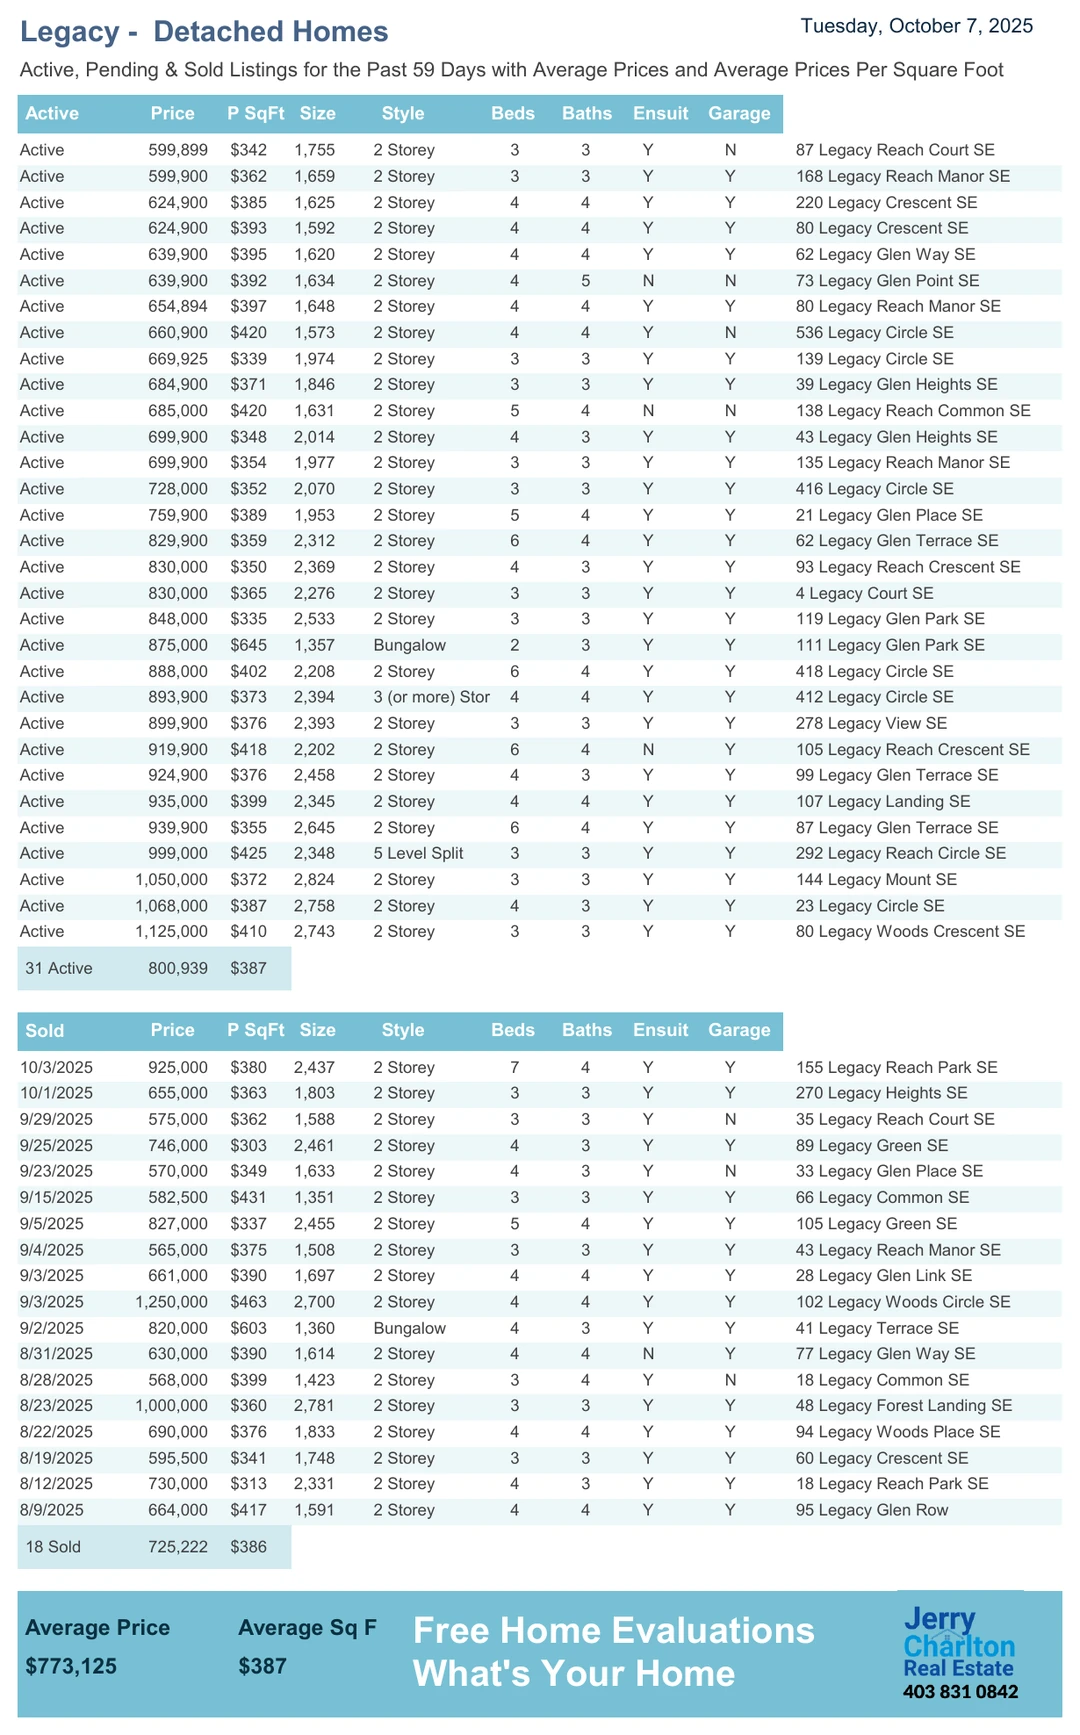 Legacy -  Detached Homes
Tuesday, October 7, 2025
Active, Pending & Sold Listings for the Past 59 Days with Average Prices and Average Prices Per Square Foot
Active Price P SqFt Size Style Beds Baths Ensuit Garage
Active 599,899 $342 1,755 2 Storey 3 3 Y N 87 Legacy Reach Court SE
Active 599,900 $362 1,659 2 Storey 3 3 Y Y 168 Legacy Reach Manor SE
Active 624,900 $385 1,625 2 Storey 4 4 Y Y 220 Legacy Crescent SE
Active 624,900 $393 1,592 2 Storey 4 4 Y Y 80 Legacy Crescent SE
Active 639,900 $395 1,620 2 Storey 4 4 Y Y 62 Legacy Glen Way SE
Active 639,900 $392 1,634 2 Storey 4 5 N N 73 Legacy Glen Point SE
Active 654,894 $397 1,648 2 Storey 4 4 Y Y 80 Legacy Reach Manor SE
Active 660,900 $420 1,573 2 Storey 4 4 Y N 536 Legacy Circle SE
Active 669,925 $339 1,974 2 Storey 3 3 Y Y 139 Legacy Circle SE
Active 684,900 $371 1,846 2 Storey 3 3 Y Y 39 Legacy Glen Heights SE
Active 685,000 $420 1,631 2 Storey 5 4 N N 138 Legacy Reach Common SE
Active 699,900 $348 2,014 2 Storey 4 3 Y Y 43 Legacy Glen Heights SE
Active 699,900 $354 1,977 2 Storey 3 3 Y Y 135 Legacy Reach Manor SE
Active 728,000 $352 2,070 2 Storey 3 3 Y Y 416 Legacy Circle SE
Active 759,900 $389 1,953 2 Storey 5 4 Y Y 21 Legacy Glen Place SE
Active 829,900 $359 2,312 2 Storey 6 4 Y Y 62 Legacy Glen Terrace SE
Active 830,000 $350 2,369 2 Storey 4 3 Y Y 93 Legacy Reach Crescent SE
Active 830,000 $365 2,276 2 Storey 3 3 Y Y 4 Legacy Court SE
Active 848,000 $335 2,533 2 Storey 3 3 Y Y 119 Legacy Glen Park SE
Active 875,000 $645 1,357 Bungalow 2 3 Y Y 111 Legacy Glen Park SE
Active 888,000 $402 2,208 2 Storey 6 4 Y Y 418 Legacy Circle SE
Active 893,900 $373 2,394 3 (or more) Stor 4 4 Y Y 412 Legacy Circle SE
Active 899,900 $376 2,393 2 Storey 3 3 Y Y 278 Legacy View SE
Active 919,900 $418 2,202 2 Storey 6 4 N Y 105 Legacy Reach Crescent SE
Active 924,900 $376 2,458 2 Storey 4 3 Y Y 99 Legacy Glen Terrace SE
Active 935,000 $399 2,345 2 Storey 4 4 Y Y 107 Legacy Landing SE
Active 939,900 $355 2,645 2 Storey 6 4 Y Y 87 Legacy Glen Terrace SE
Active 999,000 $425 2,348 5 Level Split 3 3 Y Y 292 Legacy Reach Circle SE
Active 1,050,000 $372 2,824 2 Storey 3 3 Y Y 144 Legacy Mount SE
Active 1,068,000 $387 2,758 2 Storey 4 3 Y Y 23 Legacy Circle SE
Active 1,125,000 $410 2,743 2 Storey 3 3 Y Y 80 Legacy Woods Crescent SE
31 Active 800,939 $387
Sold Price P SqFt Size Style Beds Baths Ensuit Garage
10/3/2025 925,000 $380 2,437 2 Storey 7 4 Y Y 155 Legacy Reach Park SE
10/1/2025 655,000 $363 1,803 2 Storey 3 3 Y Y 270 Legacy Heights SE
9/29/2025 575,000 $362 1,588 2 Storey 3 3 Y N 35 Legacy Reach Court SE
9/25/2025 746,000 $303 2,461 2 Storey 4 3 Y Y 89 Legacy Green SE
9/23/2025 570,000 $349 1,633 2 Storey 4 3 Y N 33 Legacy Glen Place SE
9/15/2025 582,500 $431 1,351 2 Storey 3 3 Y Y 66 Legacy Common SE
9/5/2025 827,000 $337 2,455 2 Storey 5 4 Y Y 105 Legacy Green SE
9/4/2025 565,000 $375 1,508 2 Storey 3 3 Y Y 43 Legacy Reach Manor SE
9/3/2025 661,000 $390 1,697 2 Storey 4 4 Y Y 28 Legacy Glen Link SE
9/3/2025 1,250,000 $463 2,700 2 Storey 4 4 Y Y 102 Legacy Woods Circle SE
9/2/2025 820,000 $603 1,360 Bungalow 4 3 Y Y 41 Legacy Terrace SE
8/31/2025 630,000 $390 1,614 2 Storey 4 4 N Y 77 Legacy Glen Way SE
8/28/2025 568,000 $399 1,423 2 Storey 3 4 Y N 18 Legacy Common SE
8/23/2025 1,000,000 $360 2,781 2 Storey 3 3 Y Y 48 Legacy Forest Landing SE
8/22/2025 690,000 $376 1,833 2 Storey 4 4 Y Y 94 Legacy Woods Place SE
8/19/2025 595,500 $341 1,748 2 Storey 3 3 Y Y 60 Legacy Crescent SE
8/12/2025 730,000 $313 2,331 2 Storey 4 3 Y Y 18 Legacy Reach Park SE
8/9/2025 664,000 $417 1,591 2 Storey 4 4 Y Y 95 Legacy Glen Row
18 Sold 725,222 $386
Average Price Average Sq F
$773,125 $387
Free Home Evaluations
What's Your Home
Jerry
Charlton
Real Estate
403 831 0842